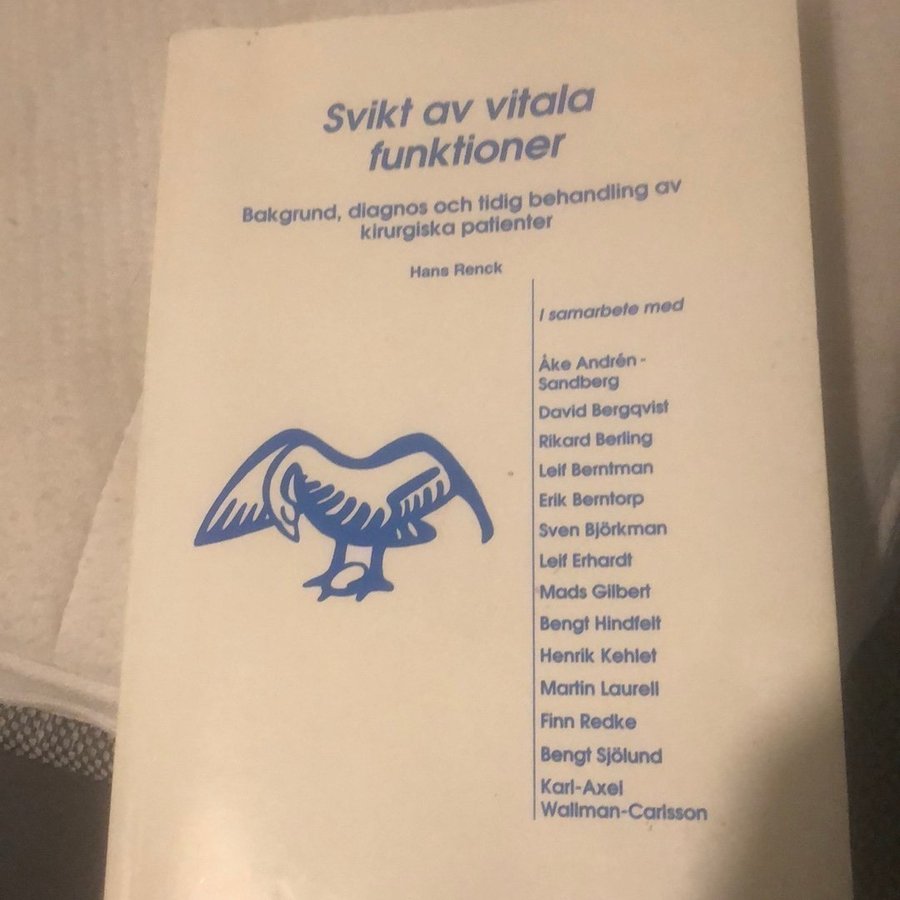 Svikt av vitala
funktioner
Bakgrund, diagnos och tidig behandling av
kirurgiska patienter
Hans Renck
I samarbete med
Åke Andrén-
Sandberg
David Bergqvist
Rikard Berling
Leif Berntman
Erik Berntorp
Sven Björkman
Leif Erhardt
Mads Gilbert
Bengt Hindfelt
Henrik Kehlet
Martin Laurell
Finn Redke
Bengt Sjölund
Karl-Axel
Wallman-Carlsson